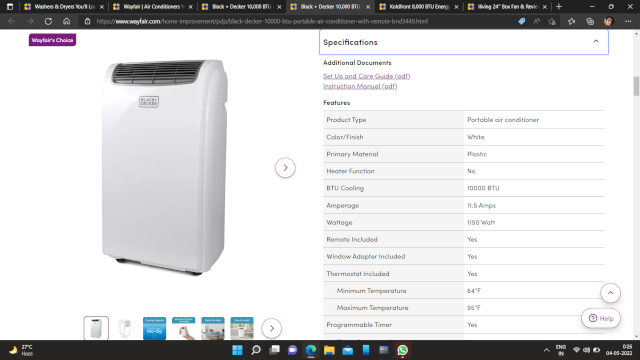 Washers & Dryers You'll Lo
Wayfair | Air Conditioners Y
Black + Decker 10,000 BTU
Black + Decker 10,000 BTU
Koldfront 8,000 BTU Energ
iliving 24" Box Fan & Revie
https://www.wayfair.com/home-improvement/pdp/black-decker-10000-btu-portable-air-conditioner-with-remote-bnd3449.html
Wayfair's Choice
BLACK+
DECKER
Specifications
Additional Documents
Set Up and Care Guide (pdf)
Instruction Manual (pdf)
Features
Product Type Portable air conditioner
Color/Finish White
Primary Material Plastic
Heater Function No
BTU Cooling 10000 BTU
Amperage 11.5 Amps
Wattage 1150 Watt
Remote Included Yes
Window Adapter Included Yes
Thermostat Included Yes
Minimum Temperature 64°F
Maximum Temperature 95°F
Programmable Timer Yes
Help
27°C
Haze
ENG
IN
0:26
04-05-2022